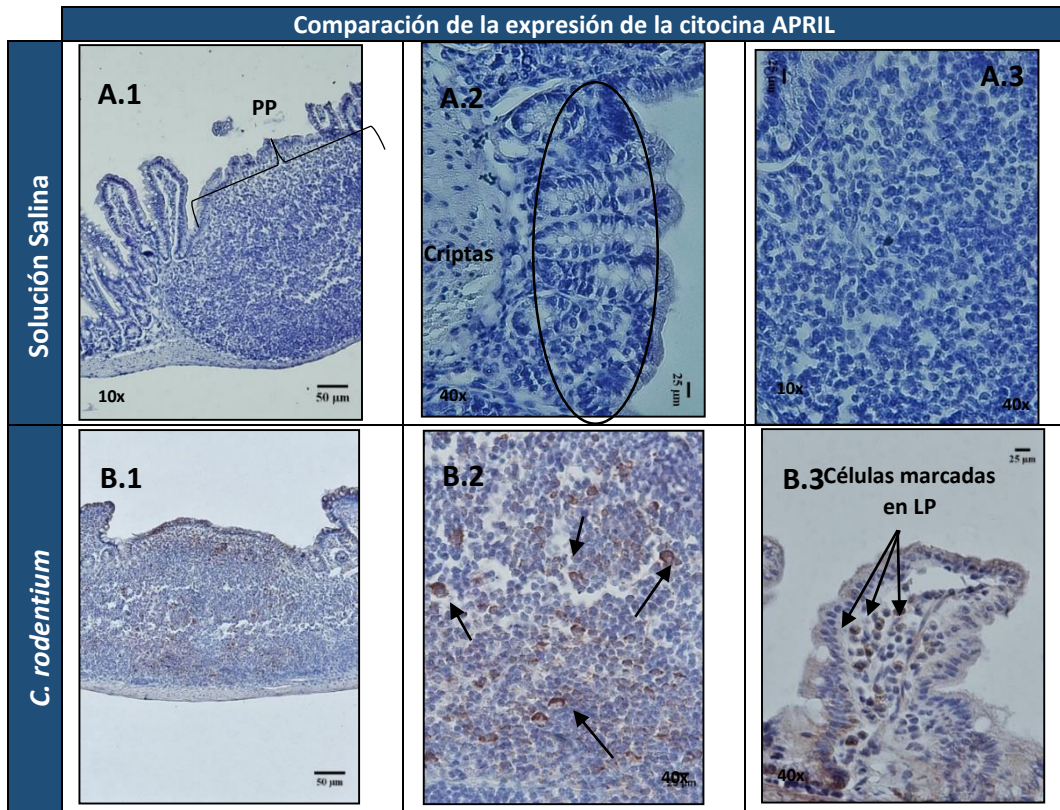 Comparación de la expresión de la citocina APRIL
Solución Salina
A.1
PP
10x
50 µm
A.2
Criptas
40x
25 µm
A.3
25 µm
10x
40x
C. rodentium
B.1
50 µm
B.2
40x
25 µm
B.3 Células marcadas
en LP
25 µm
40x